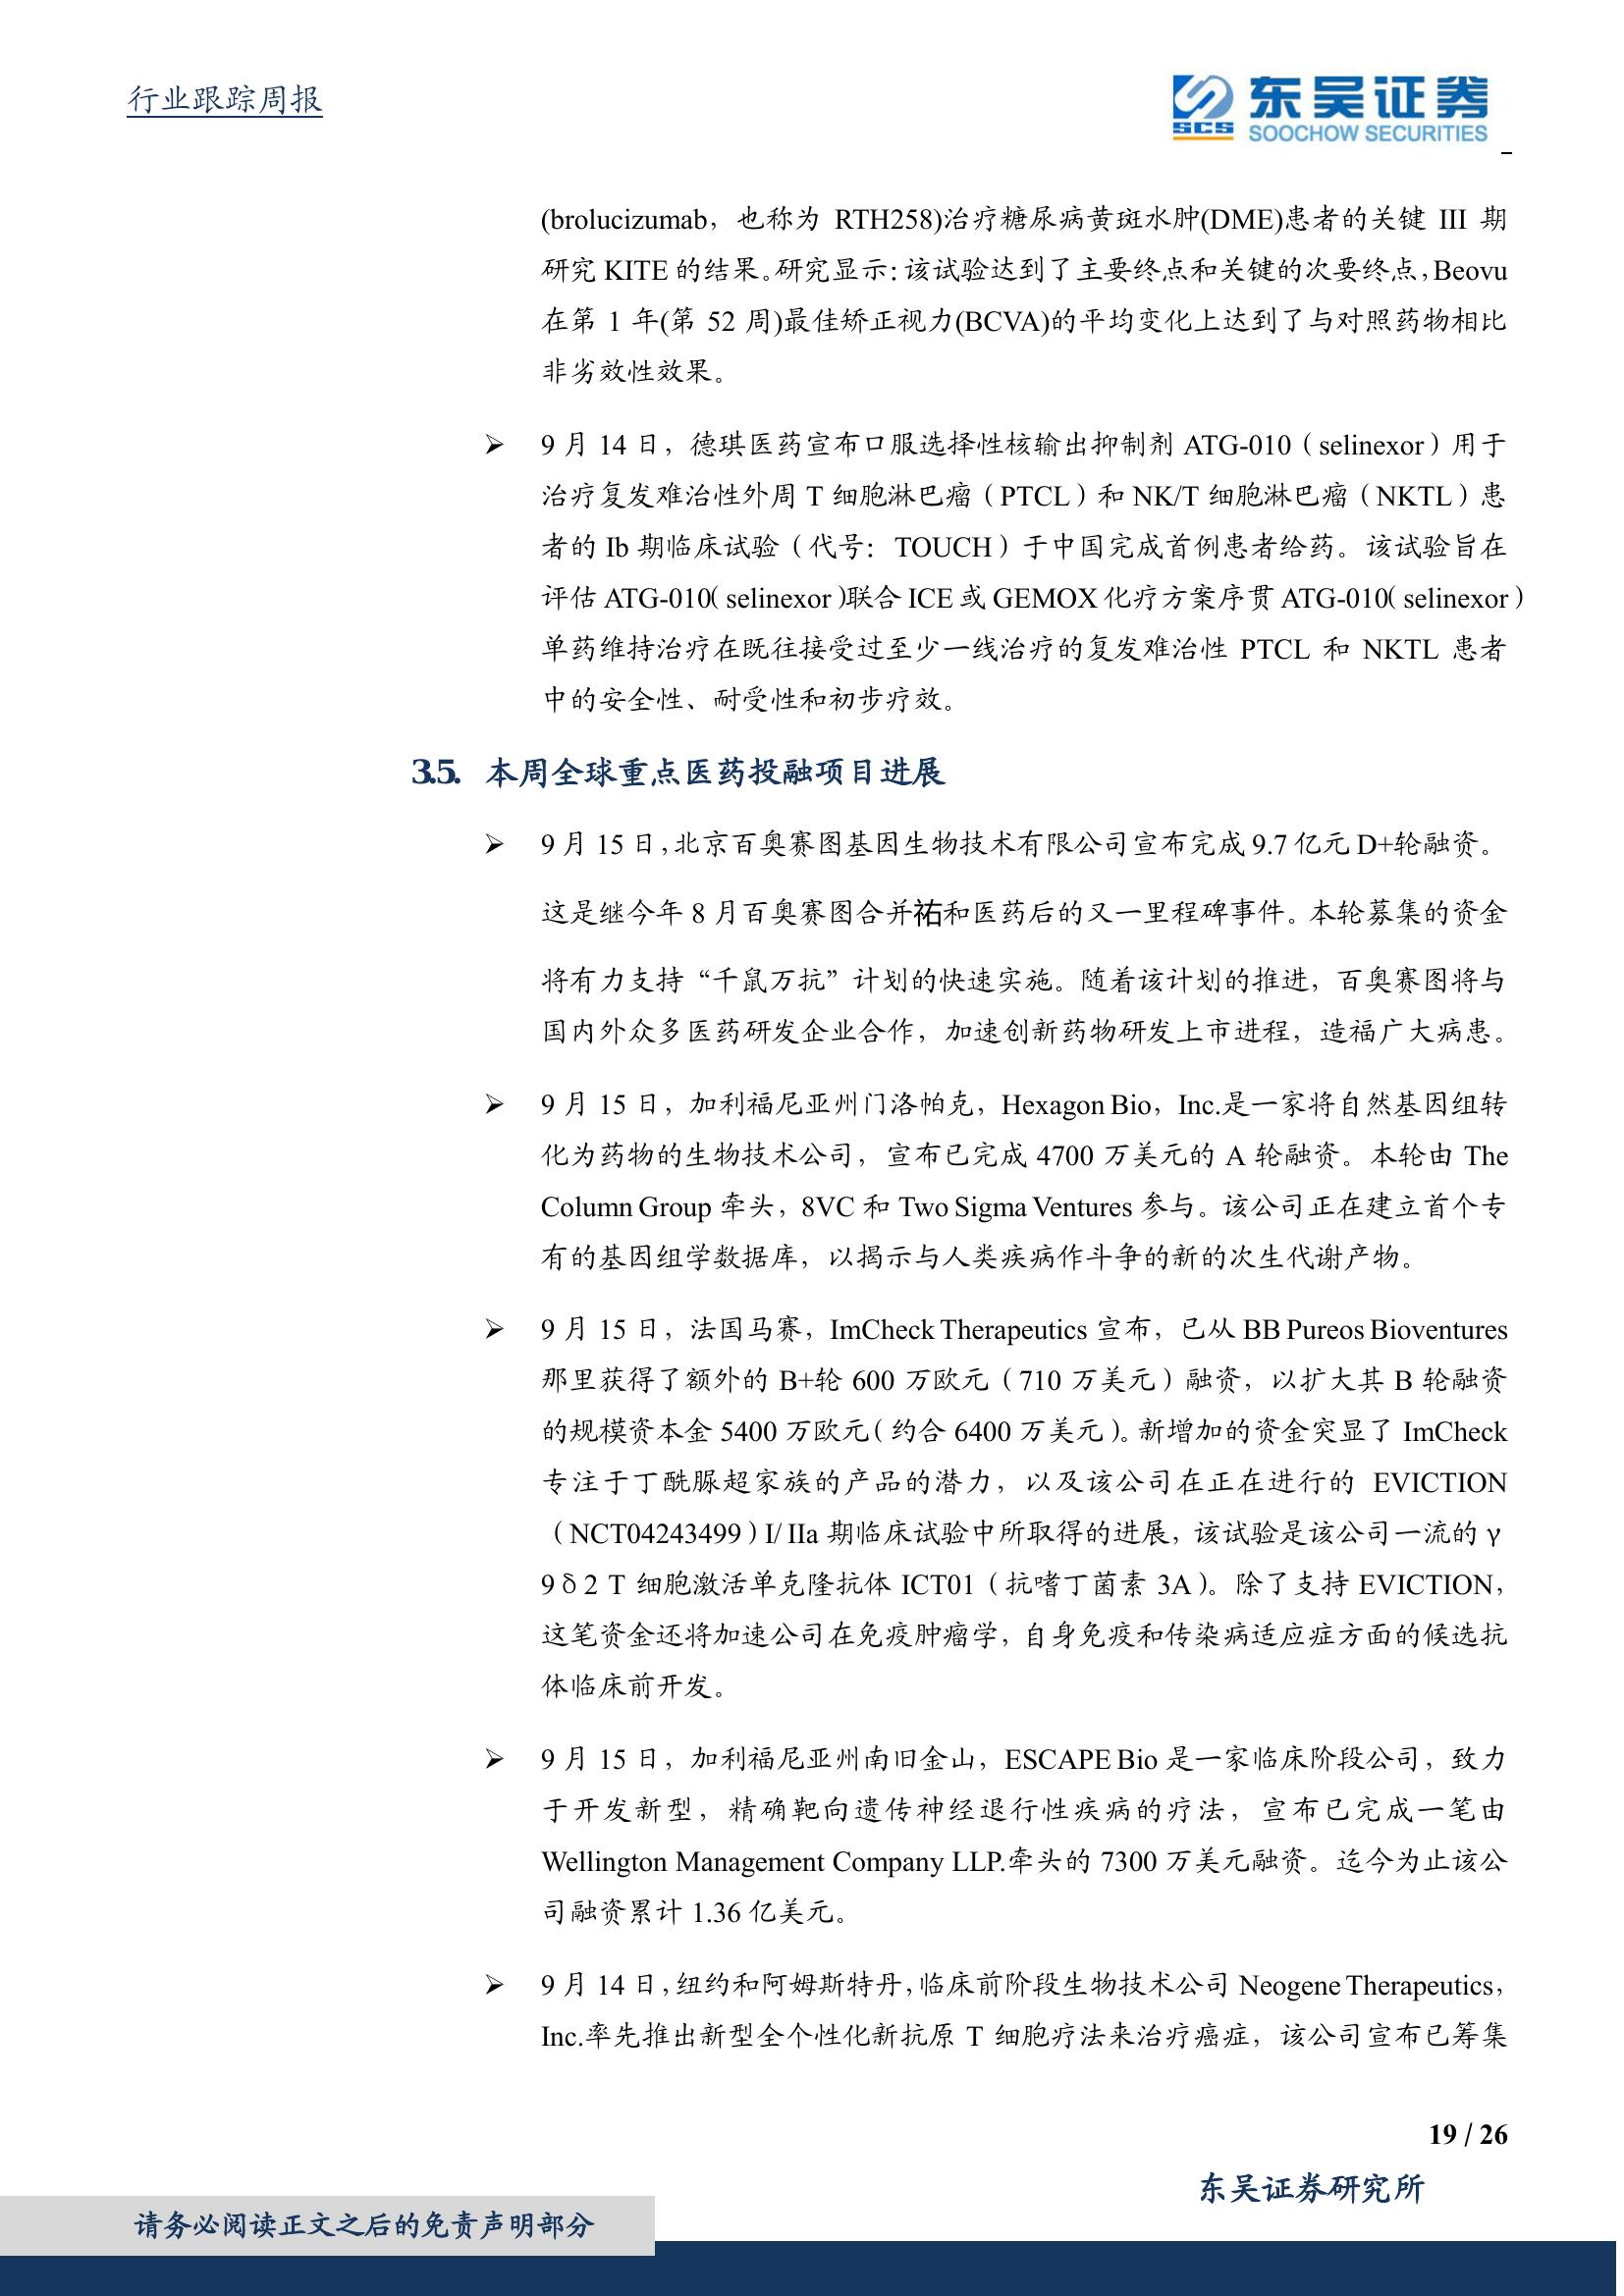 行业跟踪周报
SCS 东吴证券
SOOCHOW SECURITIES
(brolucizumab，也称为 RTH258)治疗糖尿病黄斑水肿(DME)患者的关键 III 期
研究 KITE 的结果。研究显示：该试验达到了主要终点和关键的次要终点，Beovu
在第 1 年(第 52 周)最佳矫正视力(BCVA)的平均变化上达到了与对照药物相比
非劣效性效果。
➢ 9 月 14 日，德琪医药宣布口服选择性核输出抑制剂 ATG-010（selinexor）用于
治疗复发难治性外周 T 细胞淋巴瘤（PTCL）和 NK/T 细胞淋巴瘤（NKTL）患
者的 Ib 期临床试验（代号：TOUCH）于中国完成首例患者给药。该试验旨在
评估 ATG-010（selinexor）联合 ICE 或 GEMOX 化疗方案序贯 ATG-010（selinexor）
单药维持治疗在既往接受过至少一线治疗的复发难治性 PTCL 和 NKTL 患者
中的安全性、耐受性和初步疗效。
3.5. 本周全球重点医药投融项目进展
➢ 9 月 15 日，北京百奥赛图基因生物技术有限公司宣布完成 9.7 亿元 D+轮融资。
这是继今年 8 月百奥赛图合并祐和医药后的又一里程碑事件。本轮募集的资金
将有力支持“千鼠万抗”计划的快速实施。随着该计划的推进，百奥赛图将与
国内外众多医药研发企业合作，加速创新药物研发上市进程，造福广大病患。
➢ 9 月 15 日，加利福尼亚州门洛帕克，Hexagon Bio，Inc.是一家将自然基因组转
化为药物的生物技术公司，宣布已完成 4700 万美元的 A 轮融资。本轮由 The
Column Group 牵头，8VC 和 Two Sigma Ventures 参与。该公司正在建立首个专
有的基因组学数据库，以揭示与人类疾病作斗争的新的次生代谢产物。
➢ 9 月 15 日，法国马赛，ImCheck Therapeutics 宣布，已从 BB Pureos Bioventures
那里获得了额外的 B+轮 600 万欧元（710 万美元）融资，以扩大其 B 轮融资
的规模资本金 5400 万欧元（约合 6400 万美元）。新增加的资金突显了 ImCheck
专注于丁酰脲超家族的产品的潜力，以及该公司在正在进行的 EVICTION
（NCT04243499）I/ IIa 期临床试验中所取得的进展，该试验是该公司一流的 γ
9 δ 2 T 细胞激活单克隆抗体 ICT01（抗嗜丁菌素 3A）。除了支持 EVICTION，
这笔资金还将加速公司在免疫肿瘤学，自身免疫和传染病适应症方面的候选抗
体临床前开发。
➢ 9 月 15 日，加利福尼亚州南旧金山，ESCAPE Bio 是一家临床阶段公司，致力
于开发新型，精确靶向遗传神经退行性疾病的疗法，宣布已完成一笔由
Wellington Management Company LLP.牵头的 7300 万美元融资。迄今为止该公
司融资累计 1.36 亿美元。
➢ 9 月 14 日，纽约和阿姆斯特丹，临床前阶段生物技术公司 Neogene Therapeutics，
Inc.率先推出新型全个性化新抗原 T 细胞疗法来治疗癌症，该公司宣布已筹集
19 / 26
东吴证券研究所
请务必阅读正文之后的免责声明部分